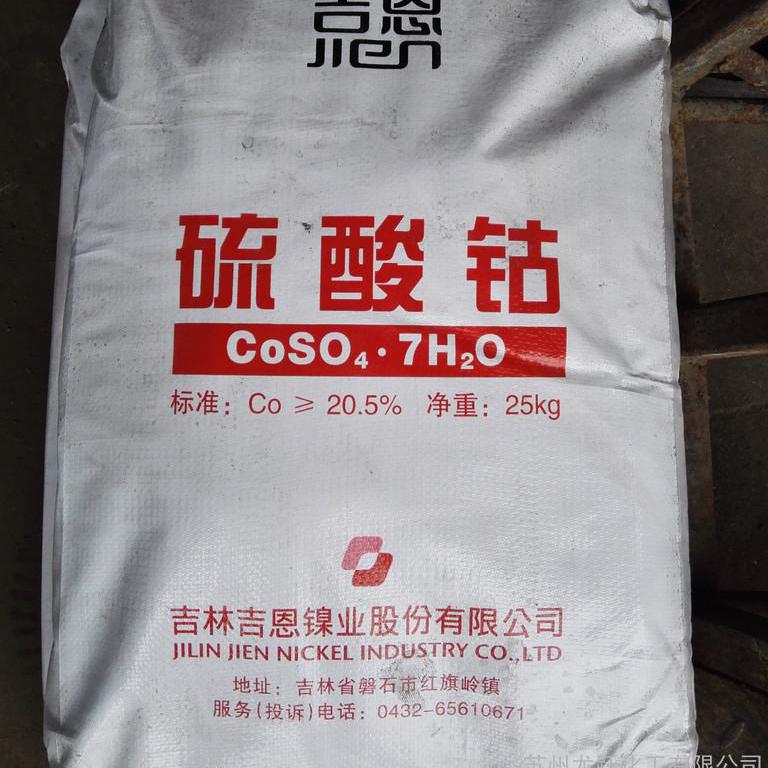 吉恩
Jien
硫酸钴
CoSO₄·7H₂O
标准：Co ≥ 20.5% 净重：25kg
吉林吉恩镍业股份有限公司
JILIN JIEN NICKEL INDUSTRY CO.,LTD
地址：吉林省磐石市红旗岭镇
服务(投诉)电话：0432-65610671